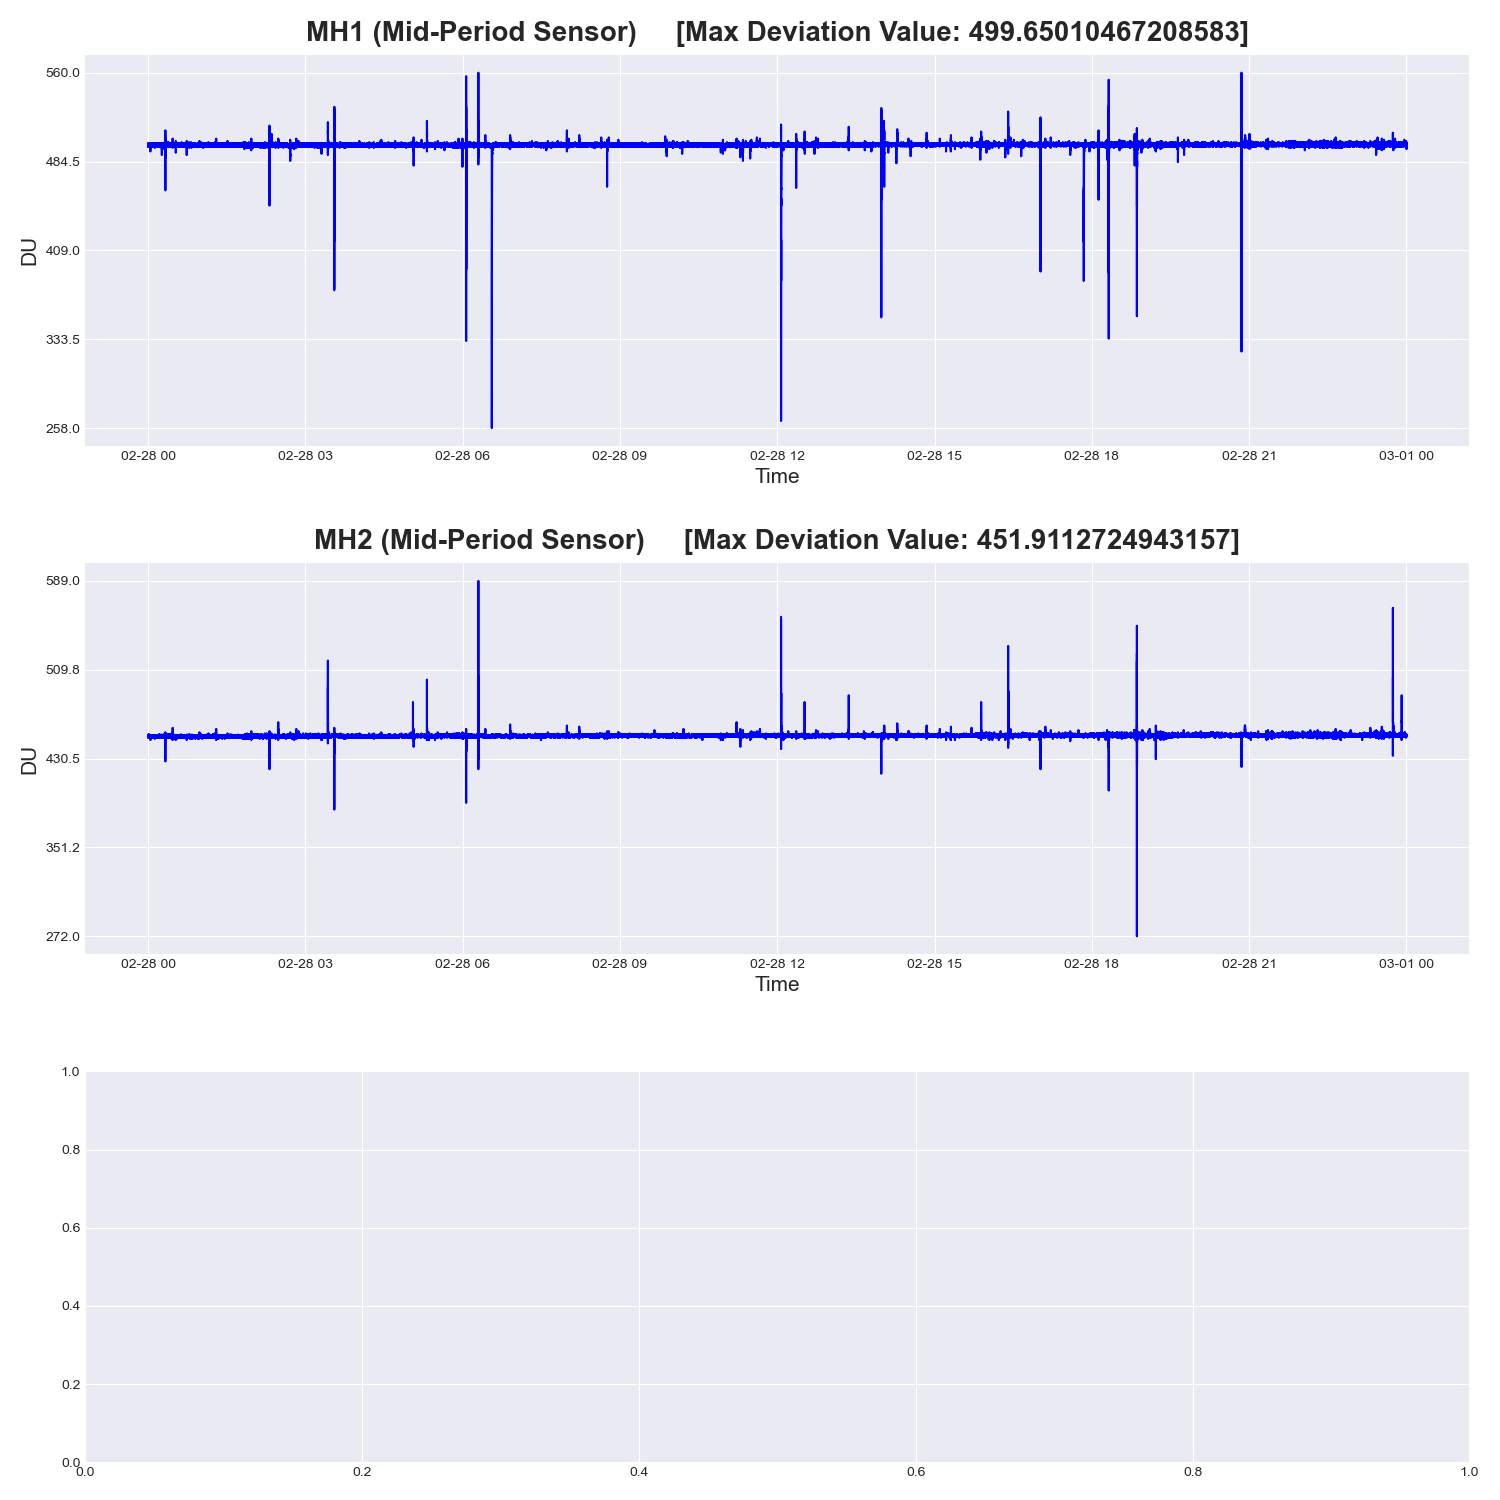 MH1 (Mid-Period Sensor) [Max Deviation Value: 499.65010467208583]
560.0
484.5
409.0
333.5
258.0
DU
02-28 00 02-28 03 02-28 06 02-28 09 02-28 12 02-28 15 02-28 18 02-28 21 03-01 00
Time
MH2 (Mid-Period Sensor) [Max Deviation Value: 451.9112724943157]
589.0
509.8
430.5
351.2
272.0
DU
02-28 00 02-28 03 02-28 06 02-28 09 02-28 12 02-28 15 02-28 18 02-28 21 03-01 00
Time
1.0
0.8
0.6
0.4
0.2
0.0
0.0 0.2 0.4 0.6 0.8 1.0